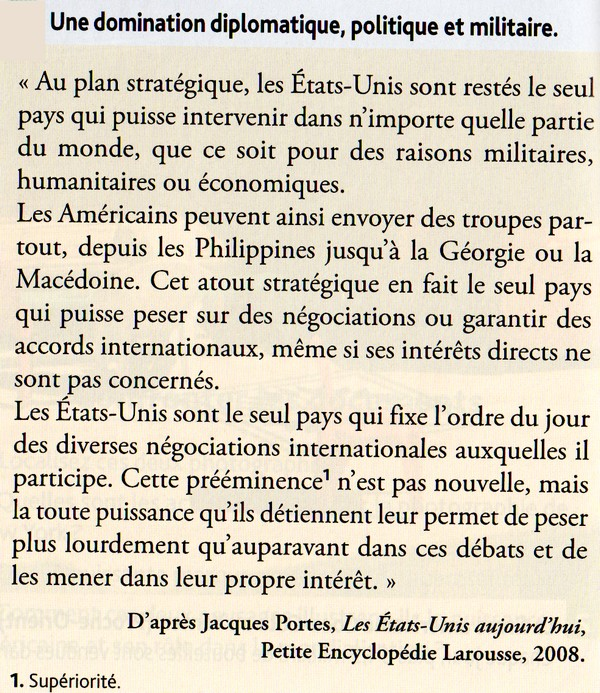 Une domination diplomatique, politique et militaire.
« Au plan stratégique, les États-Unis sont restés le seul
pays qui puisse intervenir dans n'importe quelle partie
du monde, que ce soit pour des raisons militaires,
humanitaires ou économiques.
Les Américains peuvent ainsi envoyer des troupes par-
tout, depuis les Philippines jusqu'à la Géorgie ou la
Macédoine. Cet atout stratégique en fait le seul pays
qui puisse peser sur des négociations ou garantir des
accords internationaux, même si ses intérêts directs ne
sont pas concernés.
Les États-Unis sont le seul pays qui fixe l'ordre du jour
des diverses négociations internationales auxquelles il
participe. Cette prééminence¹ n'est pas nouvelle, mais
la toute puissance qu'ils détiennent leur permet de peser
plus lourdement qu'auparavant dans ces débats et de
les mener dans leur propre intérêt. »
D'après Jacques Portes, Les États-Unis aujourd'hui,
Petite Encyclopédie Larousse, 2008.
1. Supériorité.